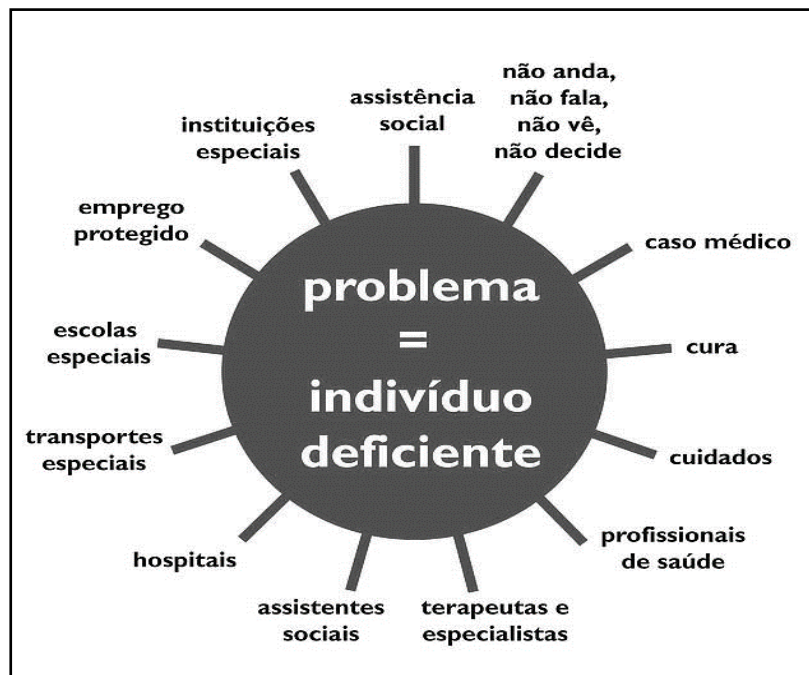 problema
=
indivíduo
deficiente
assistência
social
não anda,
não fala,
não vê,
não decide
caso médico
cura
cuidados
profissionais
de saúde
terapeutas e
especialistas
assistentes
sociais
hospitais
transportes
especiais
escolas
especiais
emprego
protegido
instituições
especiais